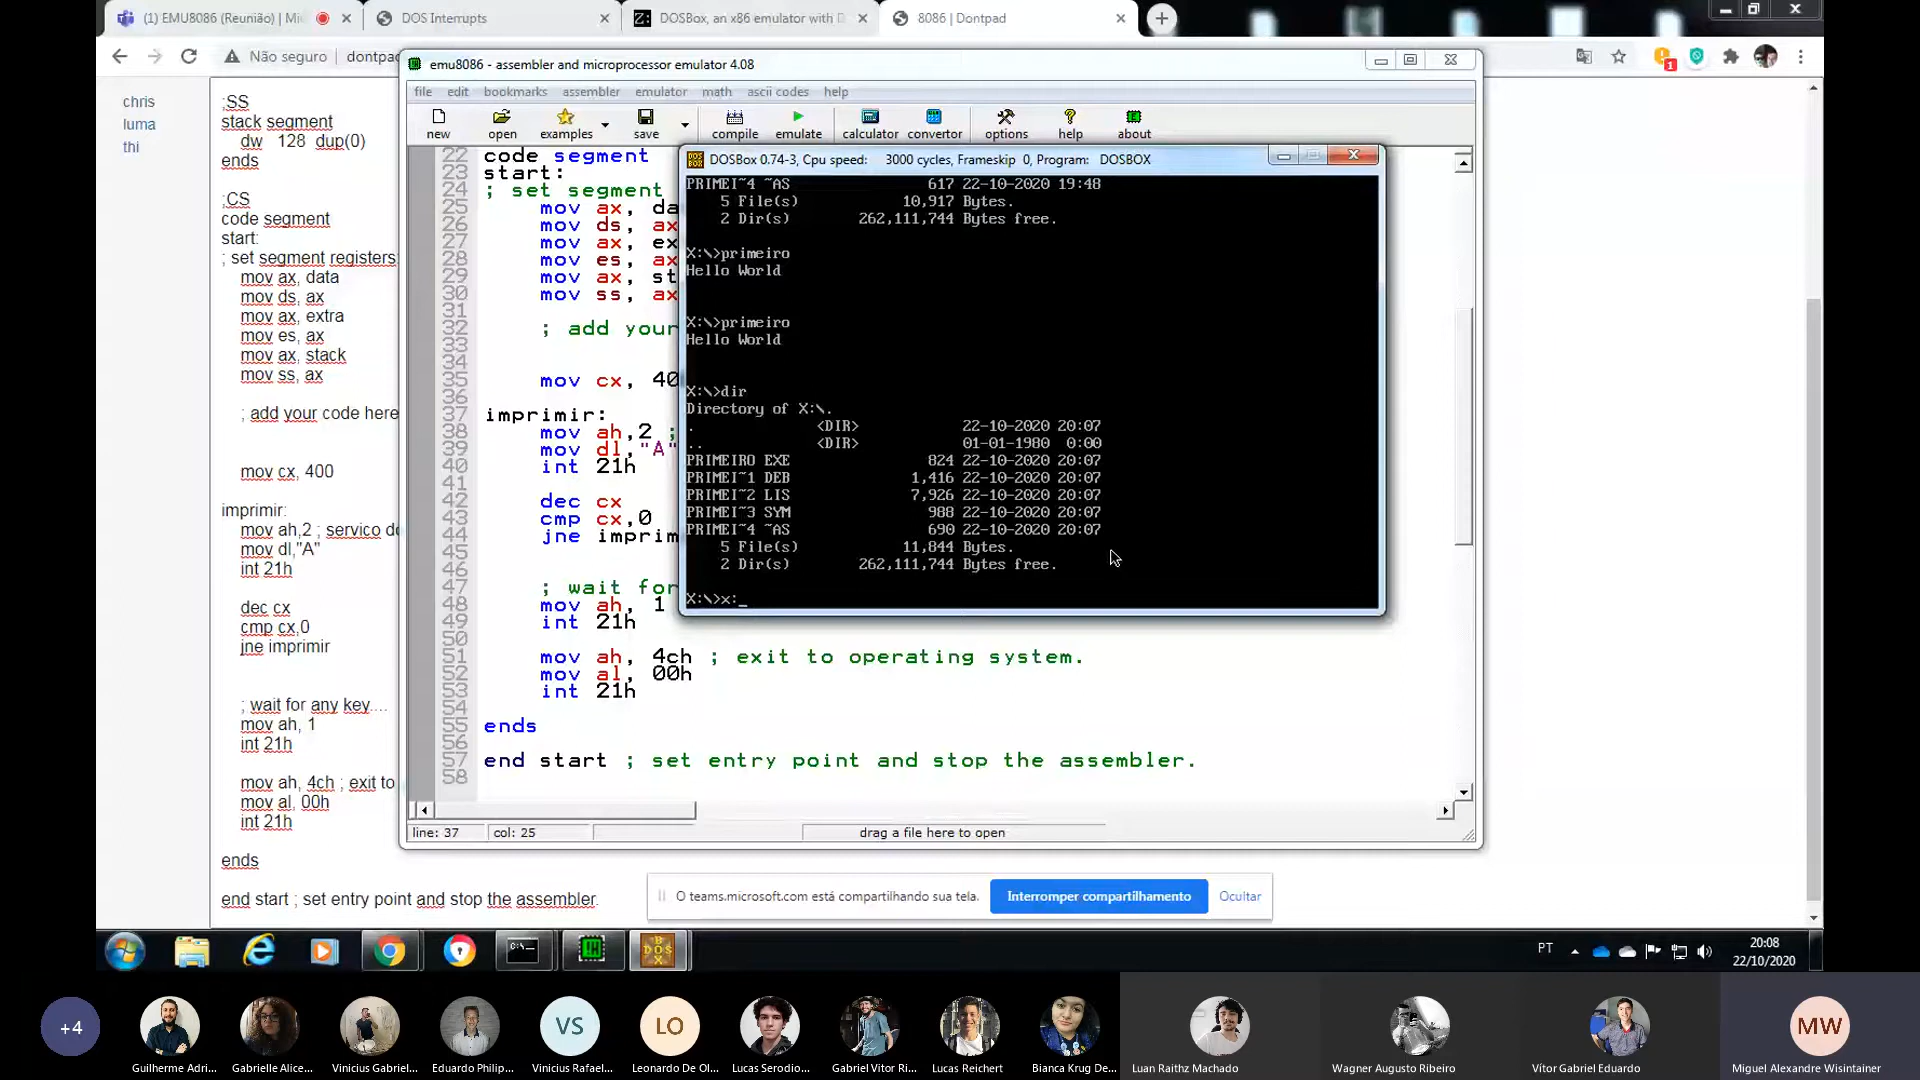 (1) EMU8086 (Reunião) | Mi
DOS Interrupts
DOSBox, an x86 emulator with D
8086 | Dontpad
Não seguro
dontpa
chris
luma
thi
;SS
stack segment
dw 128 dup(0)
ends
;CS
code segment
start:
; set segment registers:
mov ax, data
mov ds, ax
mov ax, extra
mov es, ax
mov ax, stack
mov ss, ax
; add your code here
mov cx, 400
imprimir:
mov ah,2 ; servico do
mov dl,"A"
int 21h
dec cx
cmp cx,0
jne imprimir
; wait for any key....
mov ah, 1
int 21h
mov ah, 4ch ; exit to
mov al, 00h
int 21h
ends
end start ; set entry point and stop the assembler.
emu8086 - assembler and microprocessor emulator 4.08
file edit bookmarks assembler emulator math ascii codes help
new open examples save compile emulate calculator convertor options help about
22 code segment
23 start:
24 ; set segment
25 mov ax, da
26 mov ds, ax
27 mov ax, ex
28 mov es, ax
29 mov ax, st
30 mov ss, ax
31
32 ; add your
33
34
35 mov cx, 40
36
37 imprimir:
38 mov ah,2 ;
39 mov dl,"A"
40 int 21h
41
42 dec cx
43 cmp cx,0
44 jne imprim
45
46
47 ; wait for
48 mov ah, 1
49 int 21h
50
51 mov ah, 4ch ; exit to operating system.
52 mov al, 00h
53 int 21h
54
55 ends
56
57 end start ; set entry point and stop the assembler.
58
line: 37 col: 25 drag a file here to open
DOSBox 0.74-3, Cpu speed: 3000 cycles, Frameskip 0, Program: DOSBOX
PRIMEI~4 ~AS 617 22-10-2020 19:48
5 File(s) 10,917 Bytes.
2 Dir(s) 262,111,744 Bytes free.
X:\>primeiro
Hello World
X:\>primeiro
Hello World
X:\>dir
Directory of X:\.
. <DIR> 22-10-2020 20:07
.. <DIR> 01-01-1980 0:00
PRIMEIRO EXE 824 22-10-2020 20:07
PRIMEI~1 DEB 1,416 22-10-2020 20:07
PRIMEI~2 LIS 7,926 22-10-2020 20:07
PRIMEI~3 SYM 988 22-10-2020 20:07
PRIMEI~4 ~AS 690 22-10-2020 20:07
5 File(s) 11,844 Bytes.
2 Dir(s) 262,111,744 Bytes free.
X:\>x:_
O teams.microsoft.com está compartilhando sua tela.
Interromper compartilhamento
Ocultar
PT
20:08
22/10/2020
+4
VS
LO
MW
Guilherme Adri...
Gabrielle Alice...
Vinicius Gabriel...
Eduardo Philip...
Vinicius Rafael...
Leonardo De Ol...
Lucas Serodio...
Gabriel Vitor Ri...
Lucas Reichert
Bianca Krug De...
Luan Raithz Machado
Wagner Augusto Ribeiro
Vítor Gabriel Eduardo
Miguel Alexandre Wisintainer